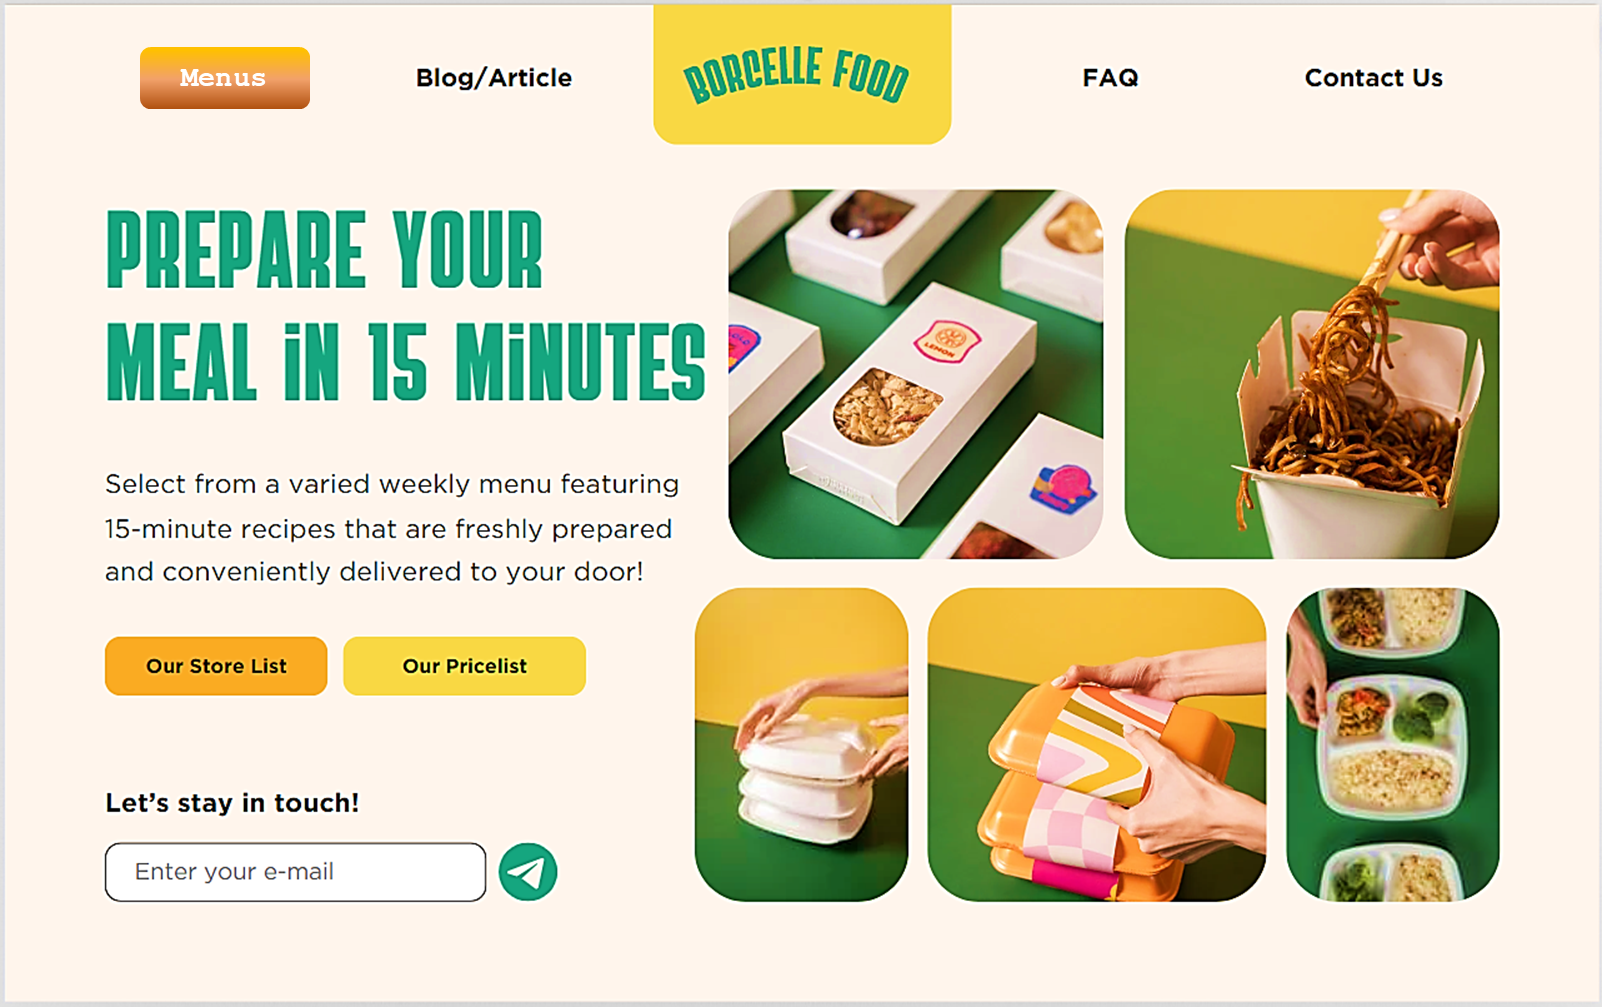 Menus
Blog/Article
BORCELLE FOOD
FAQ
Contact Us
PREPARE YOUR
MEAL iN 15 MiNUTES
LEMON
Select from a varied weekly menu featuring
15-minute recipes that are freshly prepared
and conveniently delivered to your door!
Our Store List
Our Pricelist
Let’s stay in touch!
Enter your e-mail